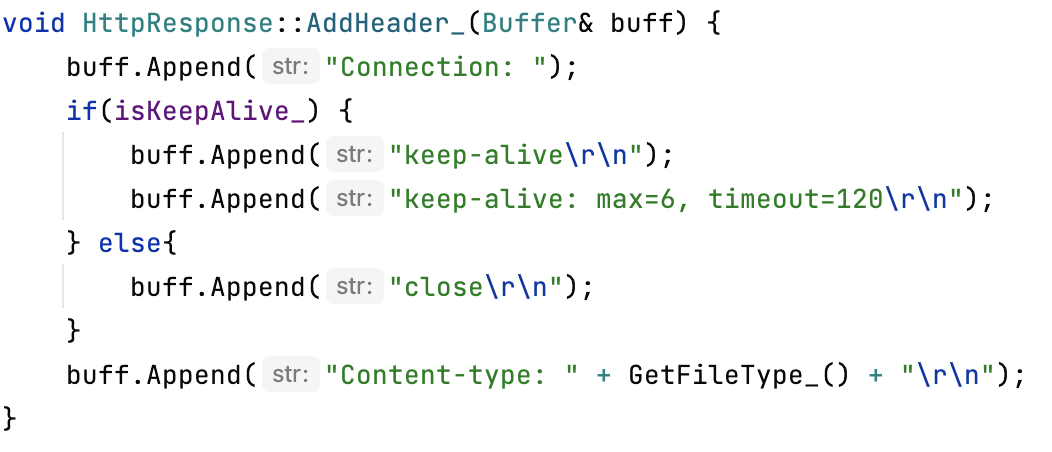 void HttpResponse::AddHeader_(Buffer& buff) {
    buff.Append( str: "Connection: ");
    if(isKeepAlive_) {
        buff.Append( str: "keep-alive\r\n");
        buff.Append( str: "keep-alive: max=6, timeout=120\r\n");
    } else{
        buff.Append( str: "close\r\n");
    }
    buff.Append( str: "Content-type: " + GetFileType_() + "\r\n");
}